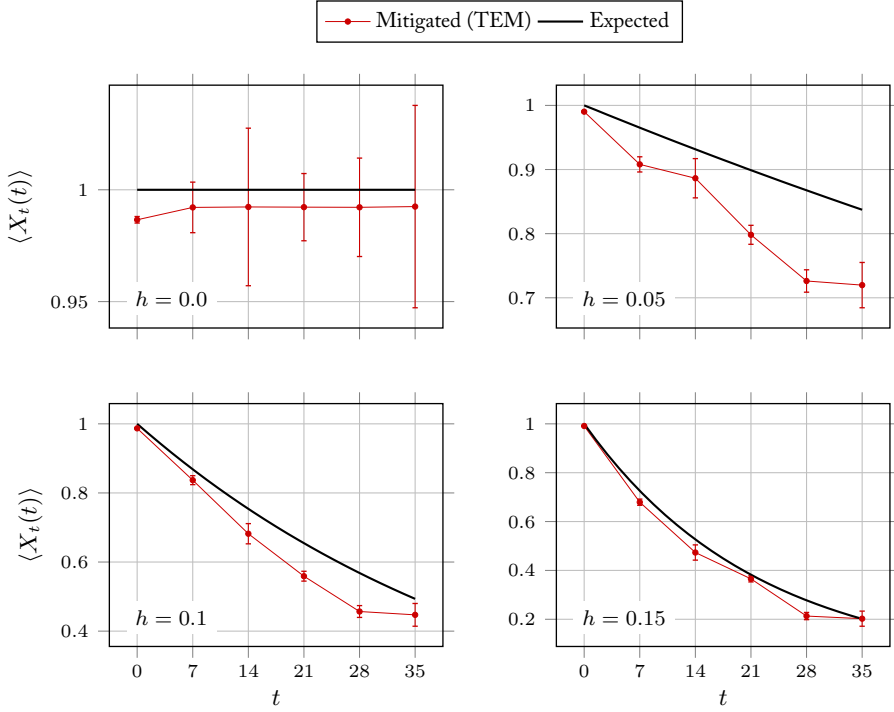 Mitigated (TEM) Expected
⟨X_t(t)⟩
1
0.95
h = 0.0
1
0.9
0.8
0.7
h = 0.05
⟨X_t(t)⟩
1
0.8
0.6
0.4
h = 0.1
0 7 14 21 28 35
t
1
0.8
0.6
0.4
0.2
h = 0.15
0 7 14 21 28 35
t